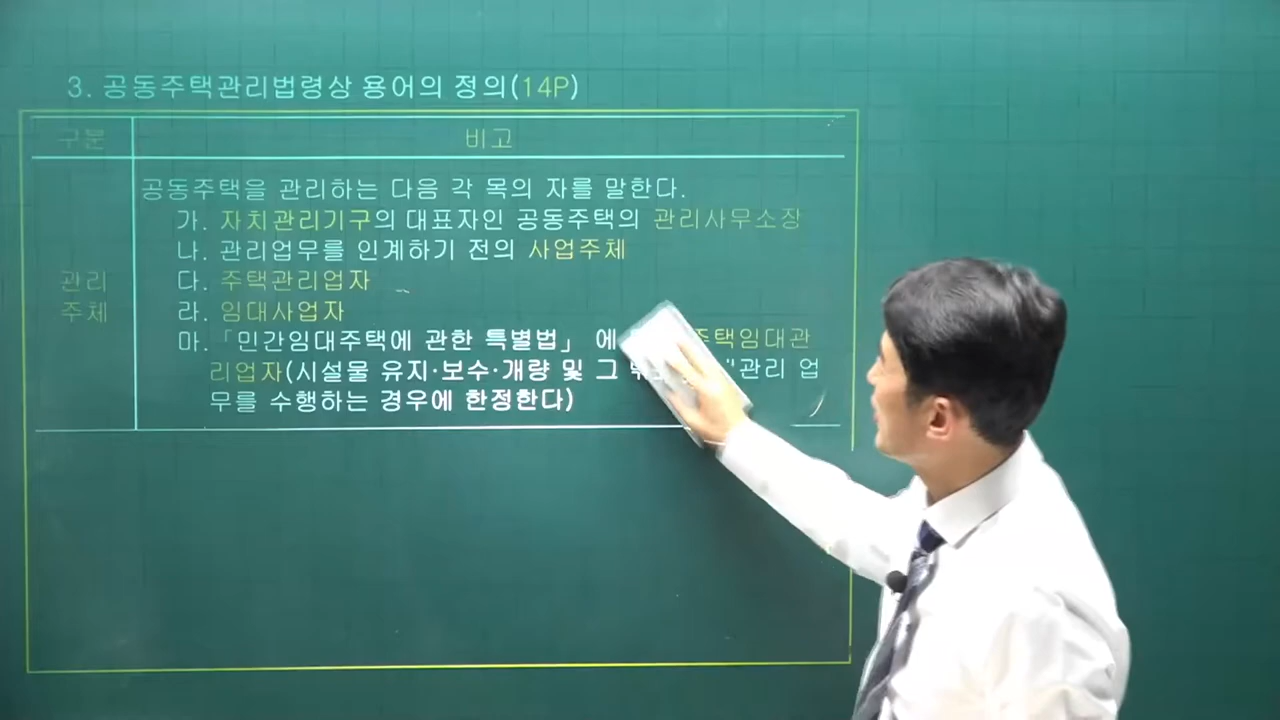 3. 공동주택관리법령상 용어의 정의(14P)
구분 비고
공동주택을 관리하는 다음 각 목의 자를 말한다.
가. 자치관리기구의 대표자인 공동주택의 관리사무소장
나. 관리업무를 인계하기 전의 사업주체
관리 다. 주택관리업자
주체 라. 임대사업자
마.「민간임대주택에 관한 특별법」 에 주택임대관
리업자(시설물 유지·보수·개량 및 그 관리 업
무를 수행하는 경우에 한정한다)